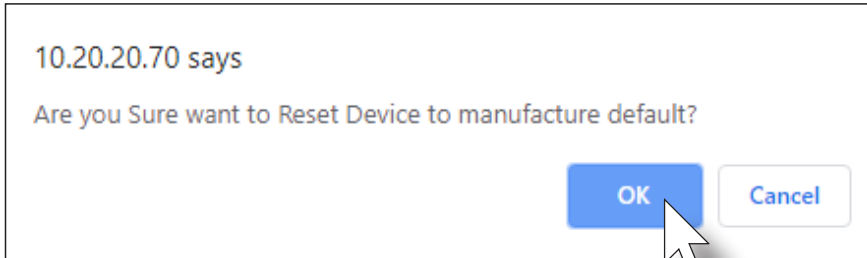 10.20.20.70 says
Are you Sure want to Reset Device to manufacture default?
OK Cancel